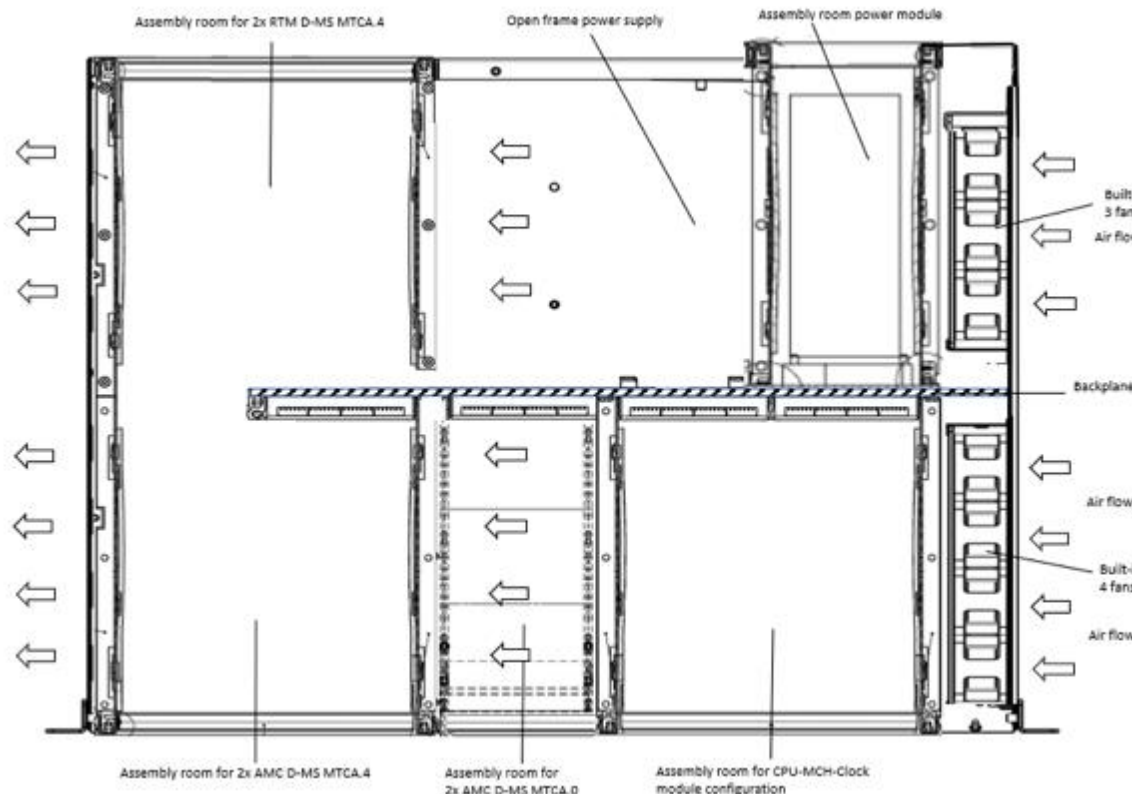 Assembly room for 2x RTM D-MS MTCA.4
Open frame power supply
Assembly room power module
Built-
3 fan
Air flow
Backplane
Air flow
Built-
4 fans
Air flow
Assembly room for 2x AMC D-MS MTCA.4
Assembly room for
2x AMC D-MS MTCA.0
Assembly room for CPU-MCH-Clock
module configuration